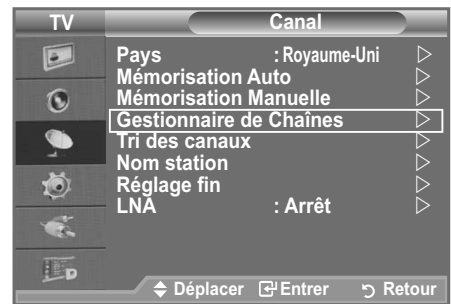 TV Canal
Pays : Royaume-Uni
Mémorisation Auto
Mémorisation Manuelle
Gestionnaire de Chaînes
Tri des canaux
Nom station
Réglage fin
LNA : Arrêt
Déplacer Entrer Retour